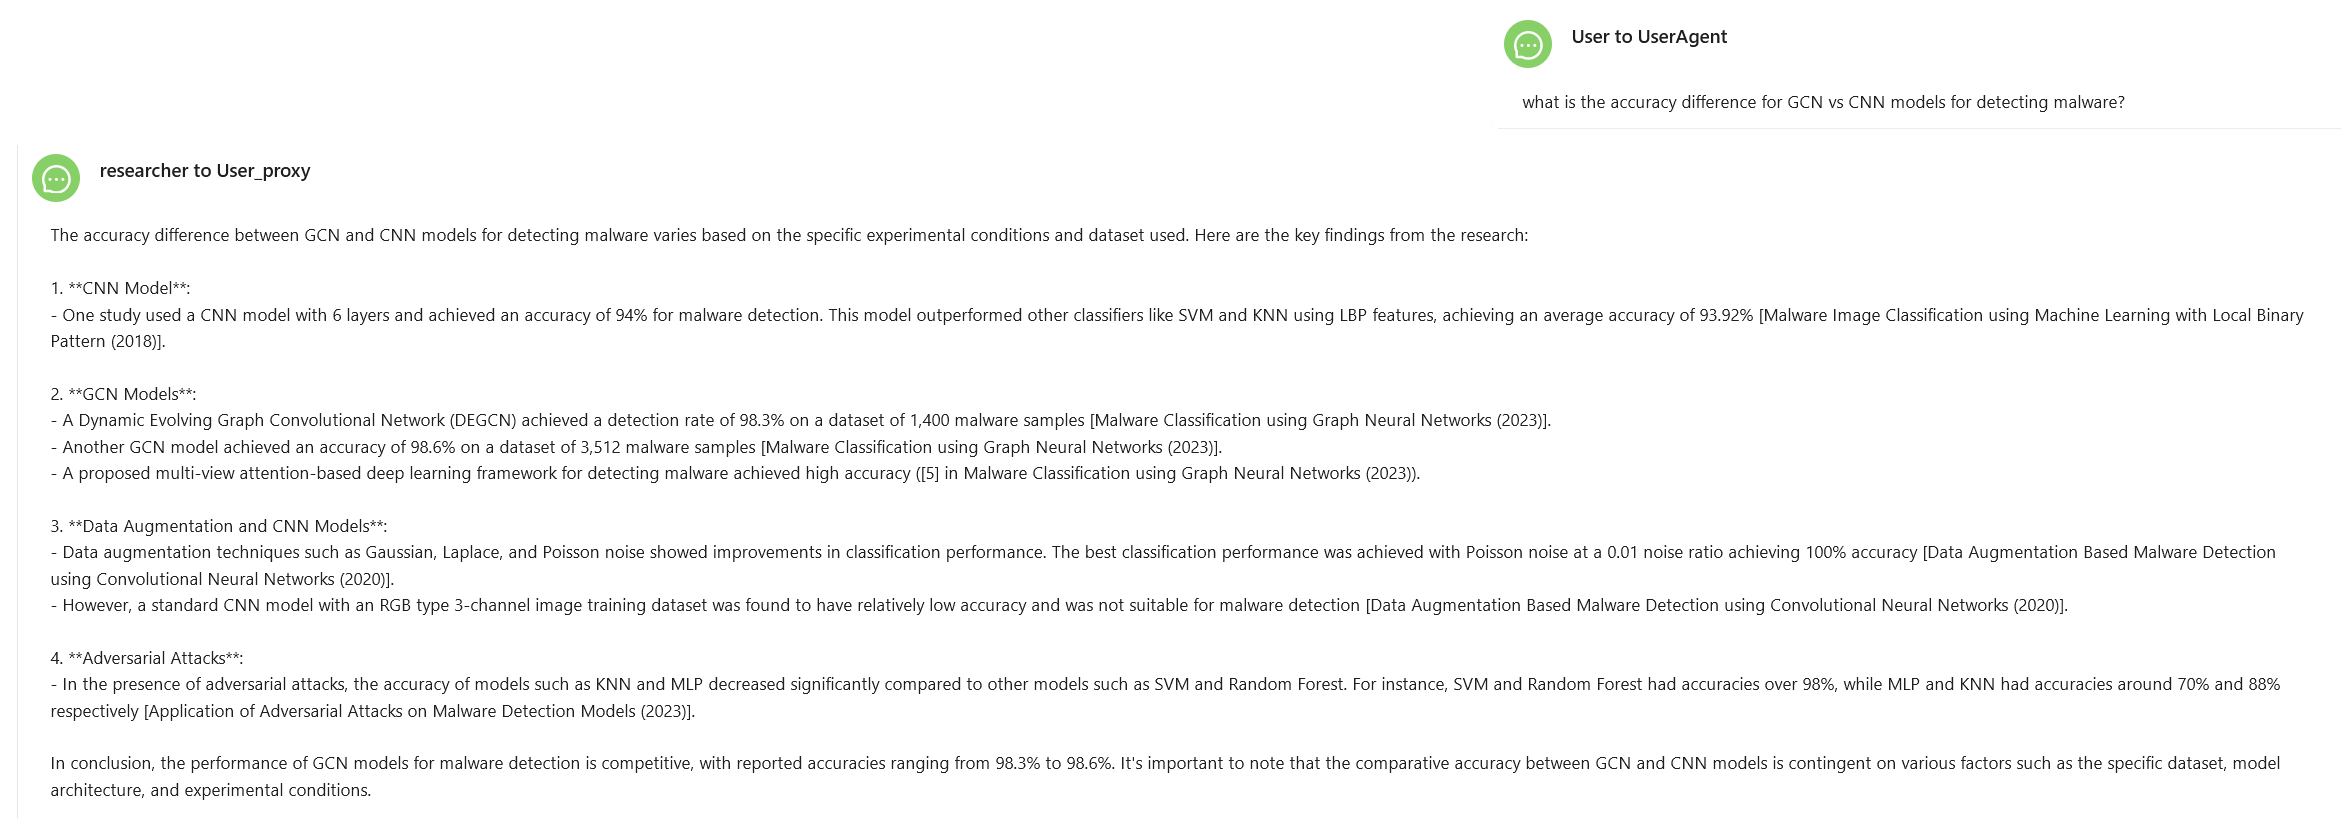 User to UserAgent
what is the accuracy difference for GCN vs CNN models for detecting malware?
researcher to User_proxy
The accuracy difference between GCN and CNN models for detecting malware varies based on the specific experimental conditions and dataset used. Here are the key findings from the research:
1. **CNN Model**:
- One study used a CNN model with 6 layers and achieved an accuracy of 94% for malware detection. This model outperformed other classifiers like SVM and KNN using LBP features, achieving an average accuracy of 93.92% [Malware Image Classification using Machine Learning with Local Binary
Pattern (2018)].
2. **GCN Models**:
- A Dynamic Evolving Graph Convolutional Network (DEGCN) achieved a detection rate of 98.3% on a dataset of 1,400 malware samples [Malware Classification using Graph Neural Networks (2023)].
- Another GCN model achieved an accuracy of 98.6% on a dataset of 3,512 malware samples [Malware Classification using Graph Neural Networks (2023)].
- A proposed multi-view attention-based deep learning framework for detecting malware achieved high accuracy ([5] in Malware Classification using Graph Neural Networks (2023)).
3. **Data Augmentation and CNN Models**:
- Data augmentation techniques such as Gaussian, Laplace, and Poisson noise showed improvements in classification performance. The best classification performance was achieved with Poisson noise at a 0.01 noise ratio achieving 100% accuracy [Data Augmentation Based Malware Detection
using Convolutional Neural Networks (2020)].
- However, a standard CNN model with an RGB type 3-channel image training dataset was found to have relatively low accuracy and was not suitable for malware detection [Data Augmentation Based Malware Detection using Convolutional Neural Networks (2020)].
4. **Adversarial Attacks**:
- In the presence of adversarial attacks, the accuracy of models such as KNN and MLP decreased significantly compared to other models such as SVM and Random Forest. For instance, SVM and Random Forest had accuracies over 98%, while MLP and KNN had accuracies around 70% and 88%
respectively [Application of Adversarial Attacks on Malware Detection Models (2023)].
In conclusion, the performance of GCN models for malware detection is competitive, with reported accuracies ranging from 98.3% to 98.6%. It's important to note that the comparative accuracy between GCN and CNN models is contingent on various factors such as the specific dataset, model
architecture, and experimental conditions.